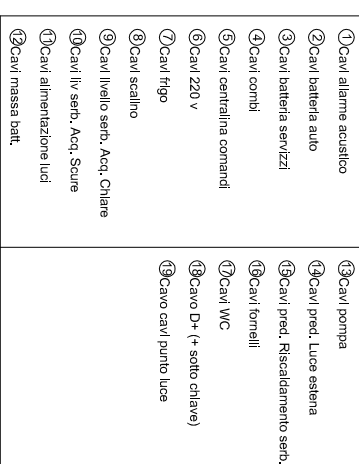 ①Cavi allarme acustico
②Cavi batteria auto
③Cavi batteria servizzi
④Cavi combi
⑤Cavi centralina comandi
⑥Cavi 220 v
⑦Cavi frigo
⑧Cavi scalino
⑨Cavi livello serb. Acq. Chiare
⑩Cavi liv serb. Acq. Scure
⑪Cavi alimentazione luci
⑫Cavi massa batt.
⑬Cavi pompa
⑭Cavi pred. Luce estena
⑮Cavi pred. Riscaldamento serb.
⑯Cavi fornelli
⑰Cavi WC
⑱Cavo D+ (+ sotto chiave)
⑲Cavo cavi punto luce